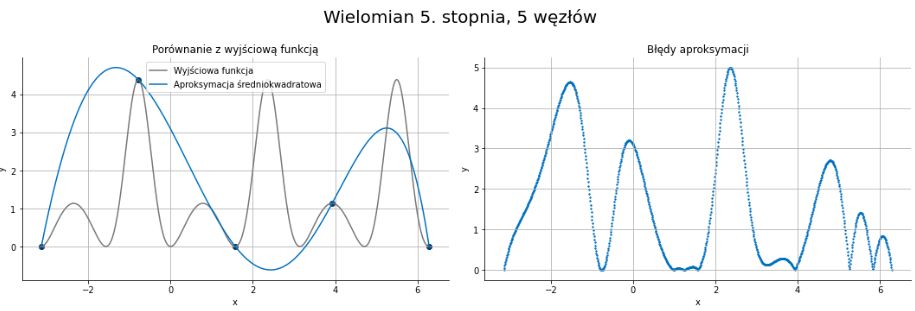 Wielomian 5. stopnia, 5 węzłów
Porównanie z wyjściową funkcją
Wyjściowa funkcja
Aproksymacja średniokwadratowa
4
3
2
1
0
y
−2
0
2
4
6
x
Błędy aproksymacji
5
4
3
2
1
0
y
−2
0
2
4
6
x